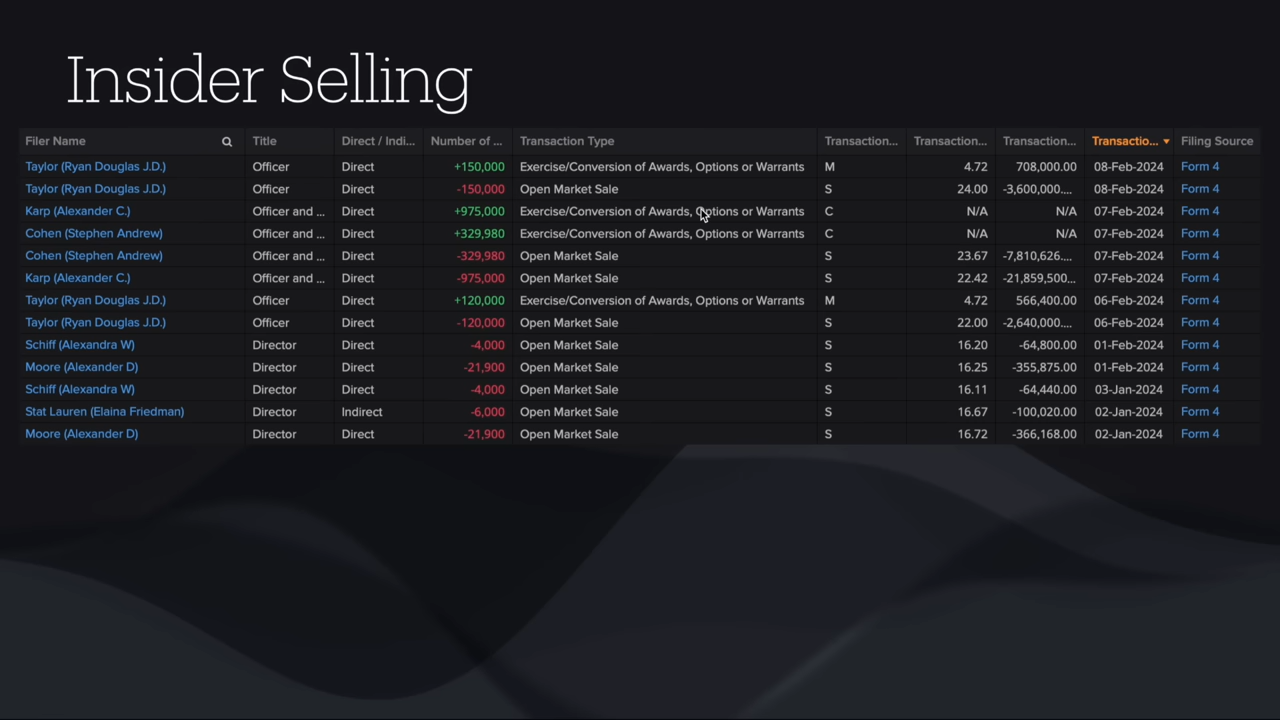 Insider Selling
Filer Name Title Direct / Indi... Number of ... Transaction Type Transaction... Transaction... Transaction... Transactio... Filing Source
Taylor (Ryan Douglas J.D.) Officer Direct +150,000 Exercise/Conversion of Awards, Options or Warrants M 4.72 708,000.00 08-Feb-2024 Form 4
Taylor (Ryan Douglas J.D.) Officer Direct -150,000 Open Market Sale S 24.00 -3,600,000.... 08-Feb-2024 Form 4
Karp (Alexander C.) Officer and ... Direct +975,000 Exercise/Conversion of Awards, Options or Warrants C N/A N/A 07-Feb-2024 Form 4
Cohen (Stephen Andrew) Officer and ... Direct +329,980 Exercise/Conversion of Awards, Options or Warrants C N/A N/A 07-Feb-2024 Form 4
Cohen (Stephen Andrew) Officer and ... Direct -329,980 Open Market Sale S 23.67 -7,810,626.... 07-Feb-2024 Form 4
Karp (Alexander C.) Officer and ... Direct -975,000 Open Market Sale S 22.42 -21,859,500... 07-Feb-2024 Form 4
Taylor (Ryan Douglas J.D.) Officer Direct +120,000 Exercise/Conversion of Awards, Options or Warrants M 4.72 566,400.00 06-Feb-2024 Form 4
Taylor (Ryan Douglas J.D.) Officer Direct -120,000 Open Market Sale S 22.00 -2,640,000.... 06-Feb-2024 Form 4
Schiff (Alexandra W) Director Direct -4,000 Open Market Sale S 16.20 -64,800.00 01-Feb-2024 Form 4
Moore (Alexander D) Director Direct -21,900 Open Market Sale S 16.25 -355,875.00 01-Feb-2024 Form 4
Schiff (Alexandra W) Director Direct -4,000 Open Market Sale S 16.11 -64,440.00 03-Jan-2024 Form 4
Stat Lauren (Elaina Friedman) Director Indirect -6,000 Open Market Sale S 16.67 -100,020.00 02-Jan-2024 Form 4
Moore (Alexander D) Director Direct -21,900 Open Market Sale S 16.72 -366,168.00 02-Jan-2024 Form 4